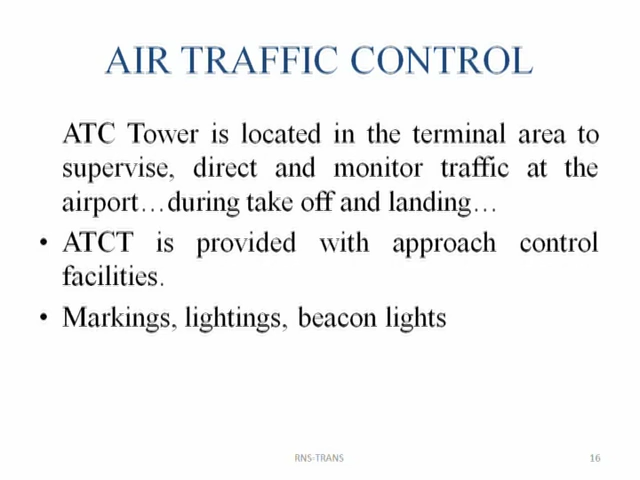 AIR TRAFFIC CONTROL
ATC Tower is located in the terminal area to
supervise, direct and monitor traffic at the
airport…during take off and landing…
• ATCT is provided with approach control
facilities.
• Markings, lightings, beacon lights
RNS-TRANS
16